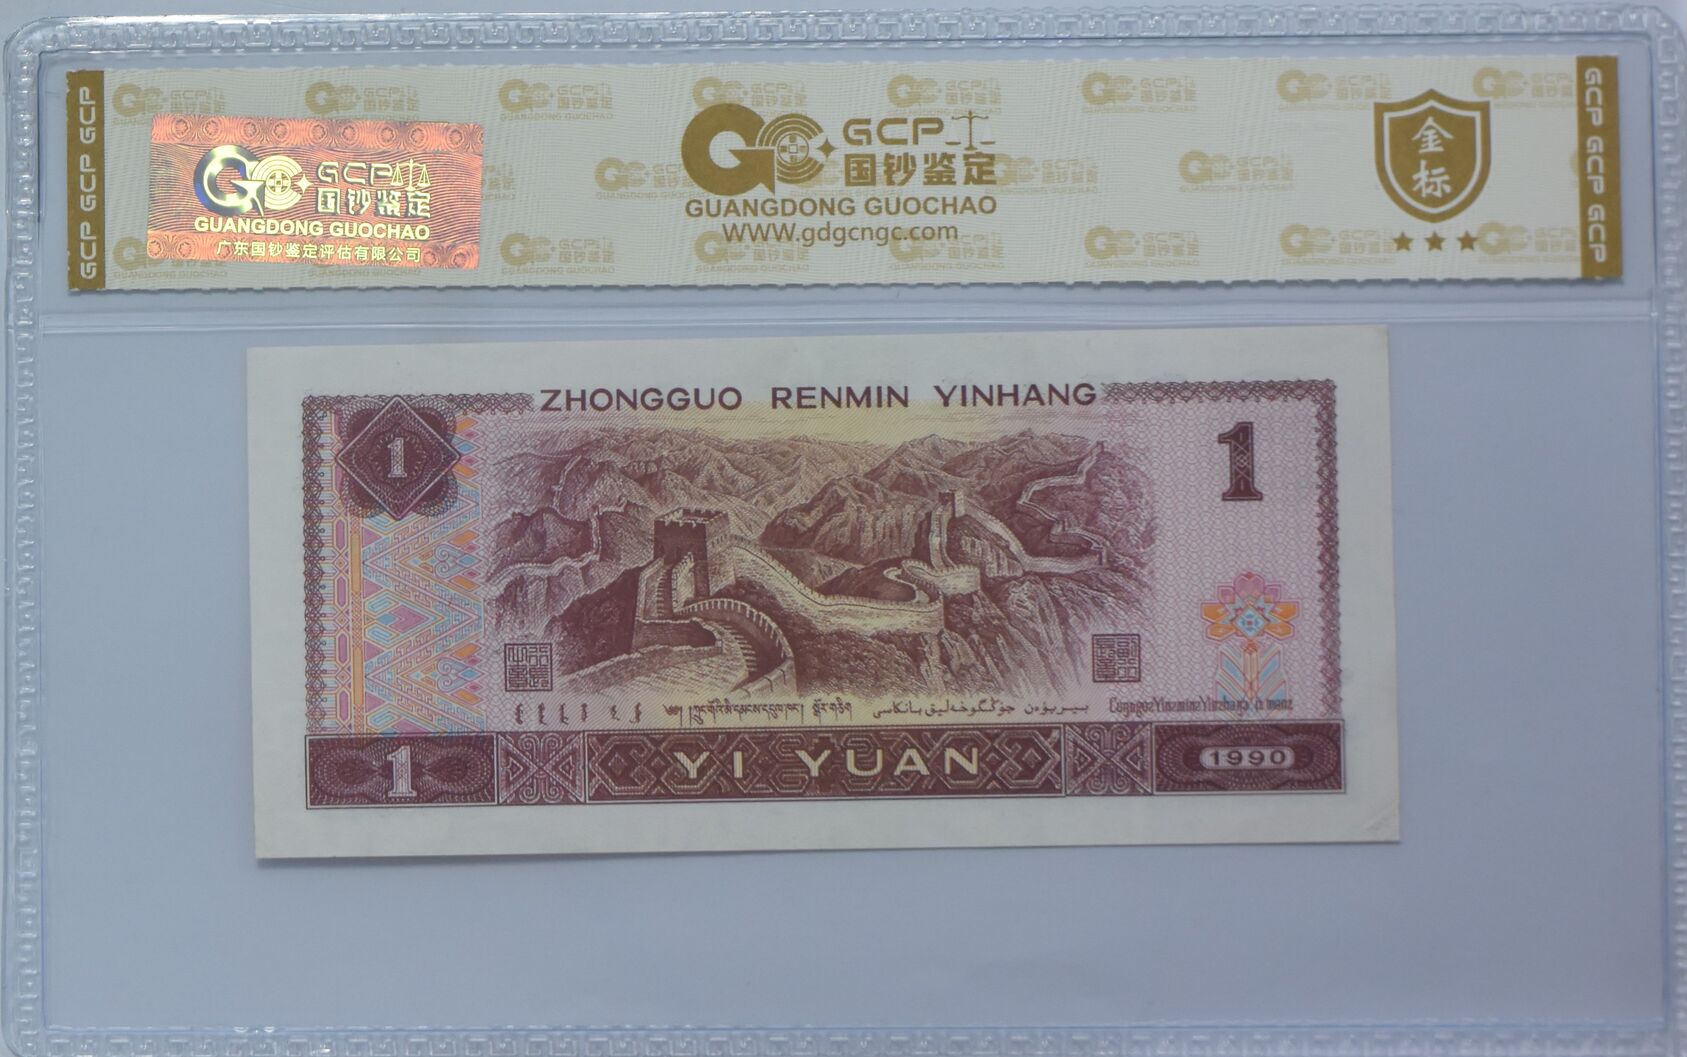 GCP GCP GCP
GCP
国钞鉴定
GUANGDONG GUOCHAO
广东国钞鉴定评估有限公司
GCP
国钞鉴定
GUANGDONG GUOCHAO
WWW.gdgcngc.com
金标
GCP GCP GCP
ZHONGGUO RENMIN YINHANG
1
1
1
YI YUAN
1990